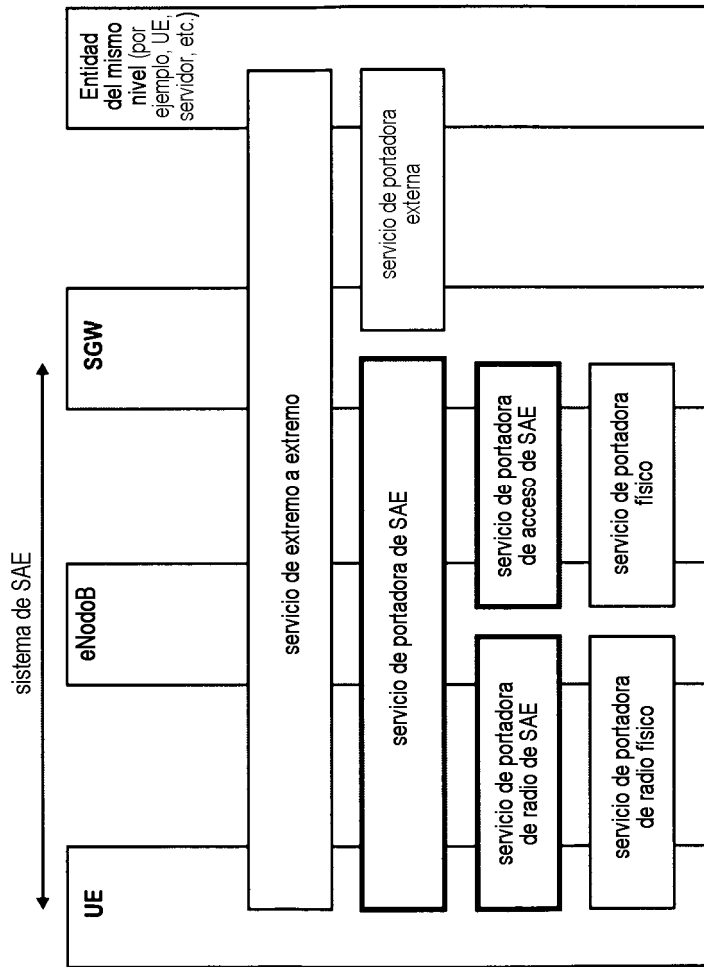 sistema de SAE
UE
eNodoB
SGW
Entidad
del mismo
nivel (por
ejemplo, UE,
servidor, etc.)
servicio de extremo a extremo
servicio de portadora de SAE
servicio de portadora
externa
servicio de portadora
de radio de SAE
servicio de portadora
de acceso de SAE
servicio de portadora
de radio físico
servicio de portadora
físico